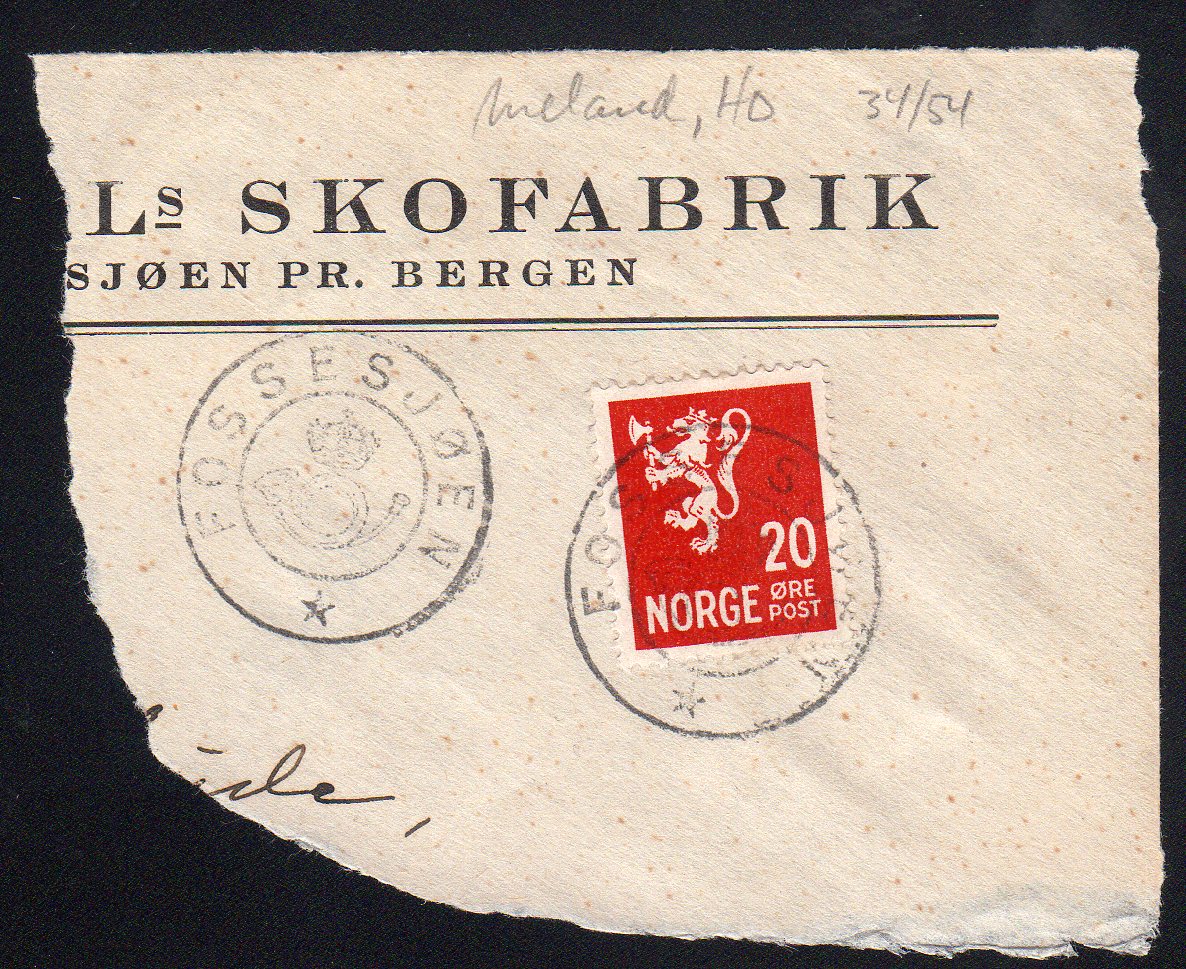 Meland, HO 34/54
Ls SKOFABRIK
SJØEN PR. BERGEN
FOSSESJØEN
20
NORGE ØRE
POST